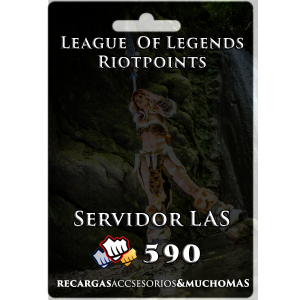 League Of Legends
Riotpoints
Servidor LAS
590
RECARGASACCSESORIOS&MUCHOMAS